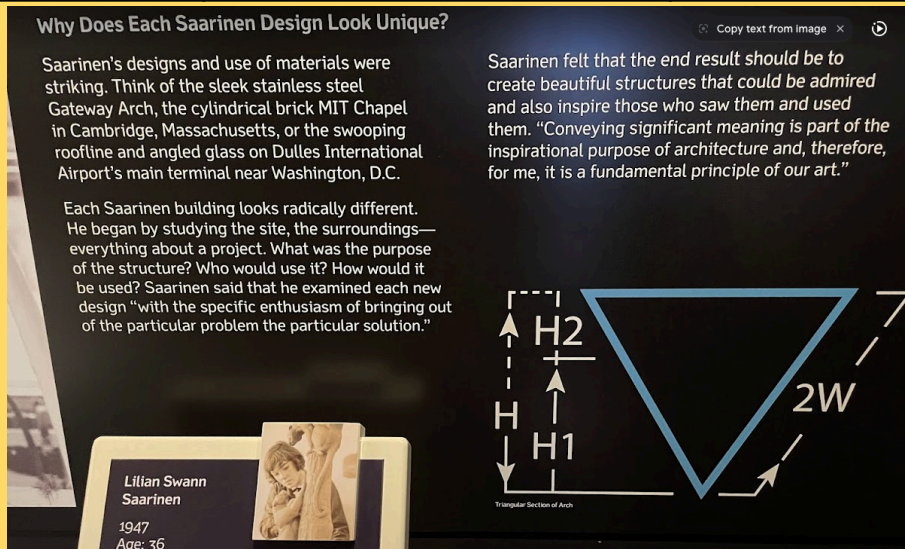 Why Does Each Saarinen Design Look Unique?
Copy text from image
Saarinen's designs and use of materials were
striking. Think of the sleek stainless steel
Gateway Arch, the cylindrical brick MIT Chapel
in Cambridge, Massachusetts, or the swooping
roofline and angled glass on Dulles International
Airport's main terminal near Washington, D.C.
Each Saarinen building looks radically different.
He began by studying the site, the surroundings—
everything about a project. What was the purpose
of the structure? Who would use it? How would it
be used? Saarinen said that he examined each new
design “with the specific enthusiasm of bringing out
of the particular problem the particular solution.”
Saarinen felt that the end result should be to
create beautiful structures that could be admired
and also inspire those who saw them and used
them. “Conveying significant meaning is part of the
inspirational purpose of architecture and, therefore,
for me, it is a fundamental principle of our art.”
H2
H
H1
2W
Triangular Section of Arch
Lilian Swann
Saarinen
1947
Age: 36